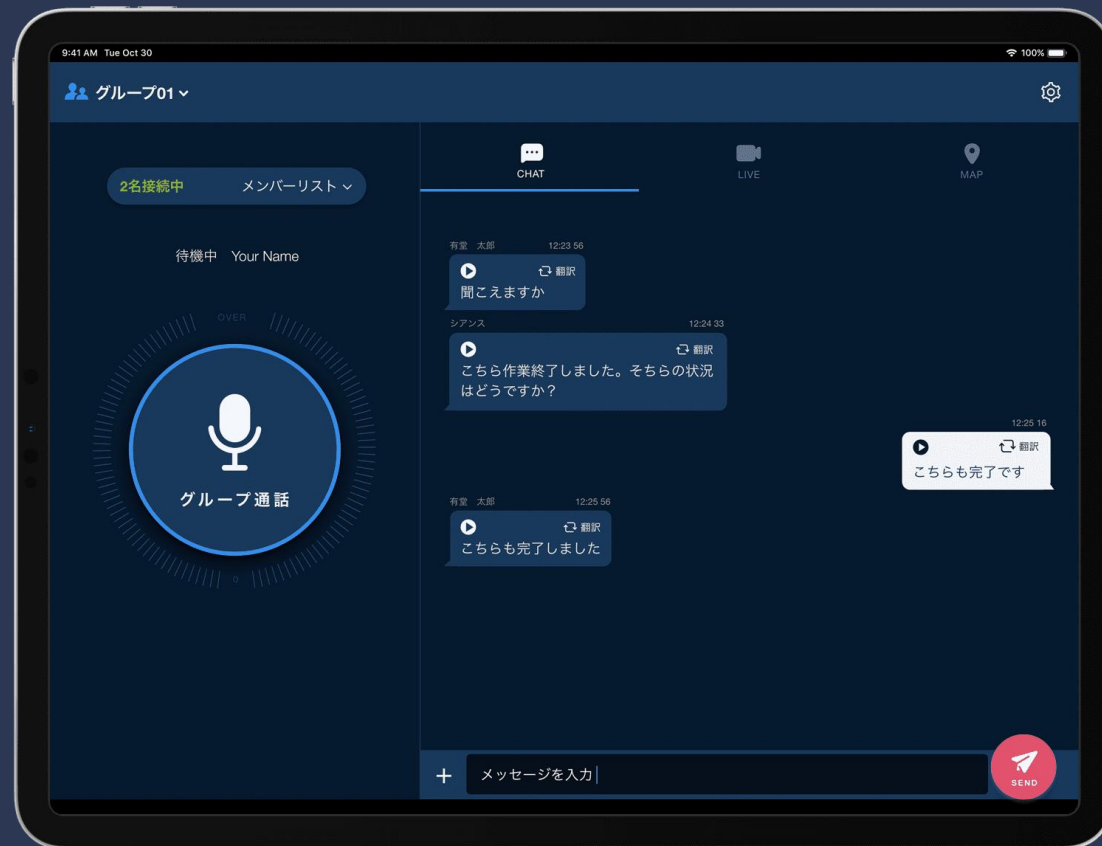 9:41 AM Tue Oct 30
100%
グループ01
2名接続中 メンバーリスト
待機中 Your Name
OVER
グループ通話
0
CHAT
LIVE
MAP
有堂 太郎 12:23 56
翻訳
聞こえますか
シアンス 12:24 33
翻訳
こちら作業終了しました。そちらの状況
はどうですか？
12:25 16
翻訳
こちらも完了です
有堂 太郎 12:25 56
翻訳
こちらも完了しました
メッセージを入力
SEND